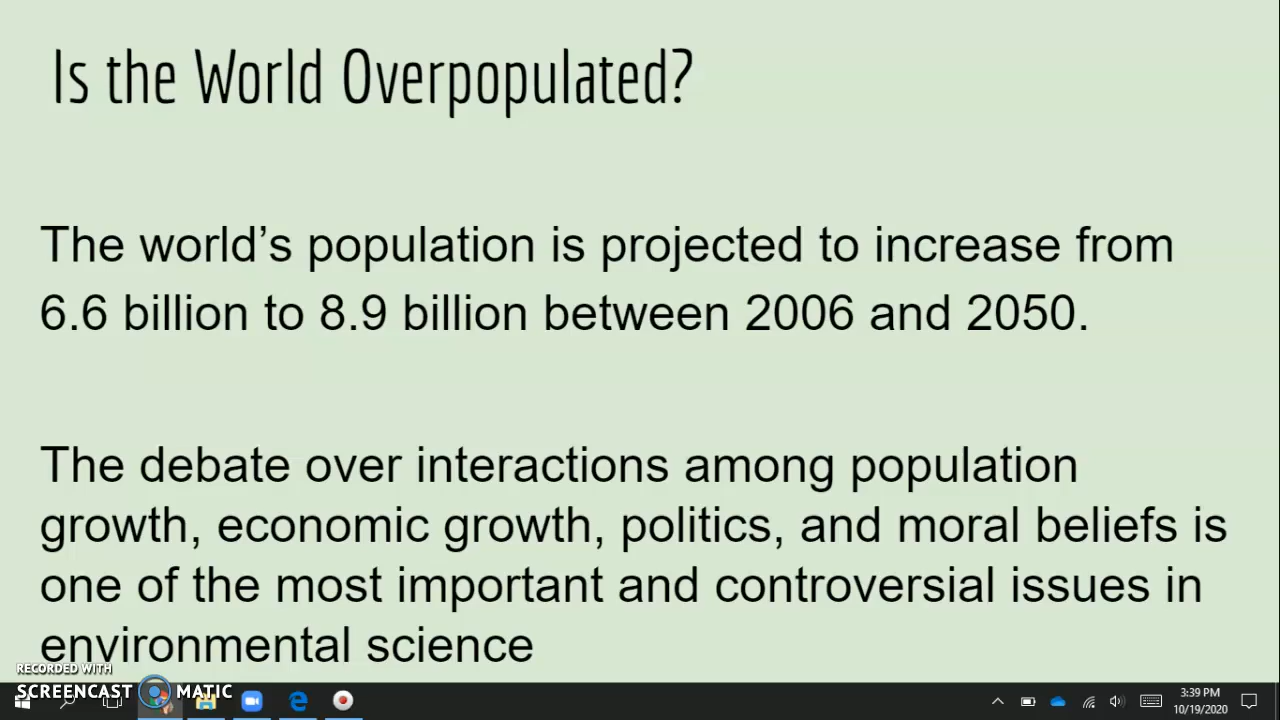 Is the World Overpopulated?
The world’s population is projected to increase from
6.6 billion to 8.9 billion between 2006 and 2050.
The debate over interactions among population
growth, economic growth, politics, and moral beliefs is
one of the most important and controversial issues in
environmental science
RECORDED WITH
SCREENCAST MATIC
3:39 PM
10/19/2020